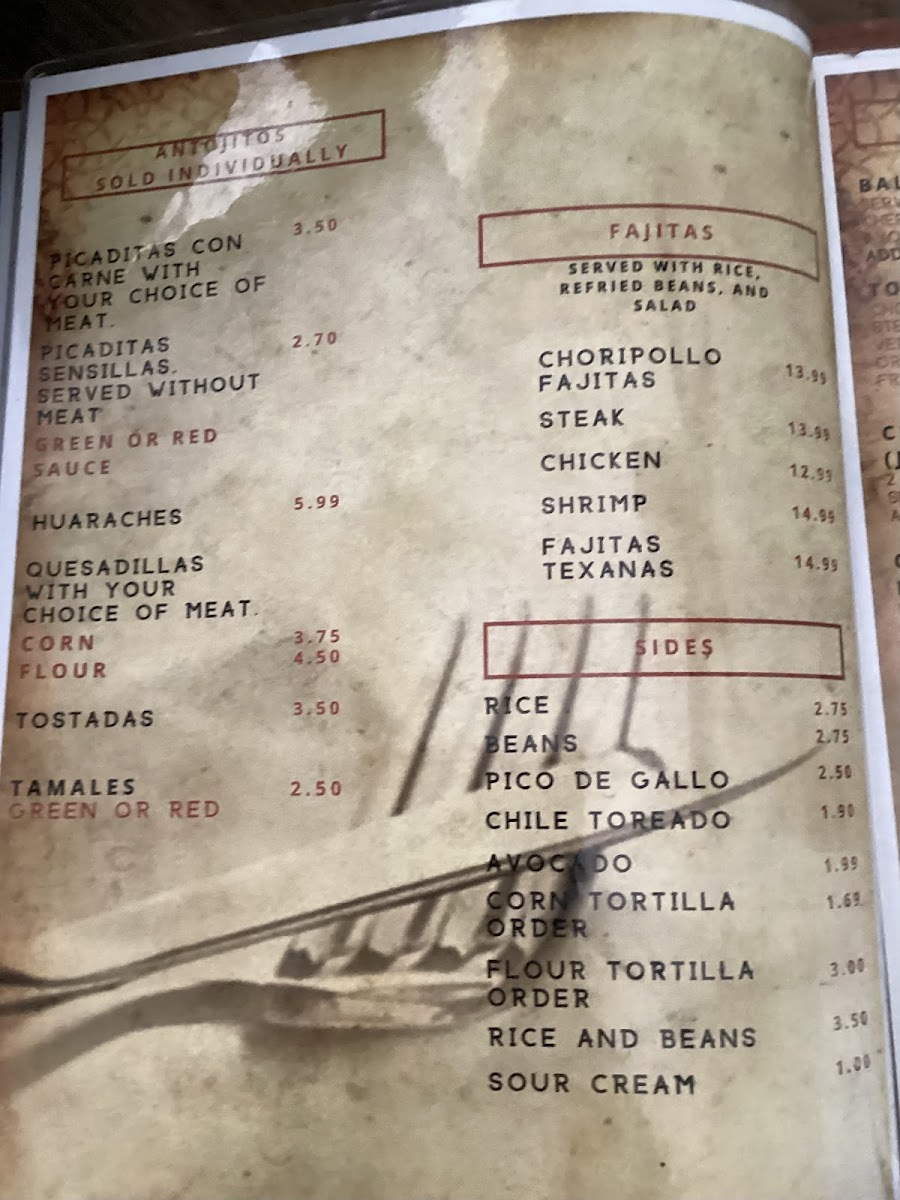 ANTOJITOS
SOLD INDIVIDUALLY
3.50
PICADITAS CON
CARNE WITH
YOUR CHOICE OF
MEAT.
PICADITAS 2.70
SENSILLAS.
SERVED WITHOUT
MEAT
GREEN OR RED
SAUCE
HUARACHES 5.99
QUESADILLAS
WITH YOUR
CHOICE OF MEAT.
CORN 3.75
FLOUR 4.50
TOSTADAS 3.50
TAMALES 2.50
GREEN OR RED
FAJITAS
SERVED WITH RICE,
REFRIED BEANS, AND
SALAD
CHORIPOLLO
FAJITAS 13.99
STEAK 13.99
CHICKEN 12.99
SHRIMP 14.99
FAJITAS
TEXANAS 14.99
SIDES
RICE 2.75
BEANS 2.75
PICO DE GALLO 2.50
CHILE TOREADO 1.90
AVOCADO 1.99
CORN TORTILLA 1.69
ORDER
FLOUR TORTILLA 3.00
ORDER
RICE AND BEANS 3.50
SOUR CREAM 1.00
BAL
ADD
TO